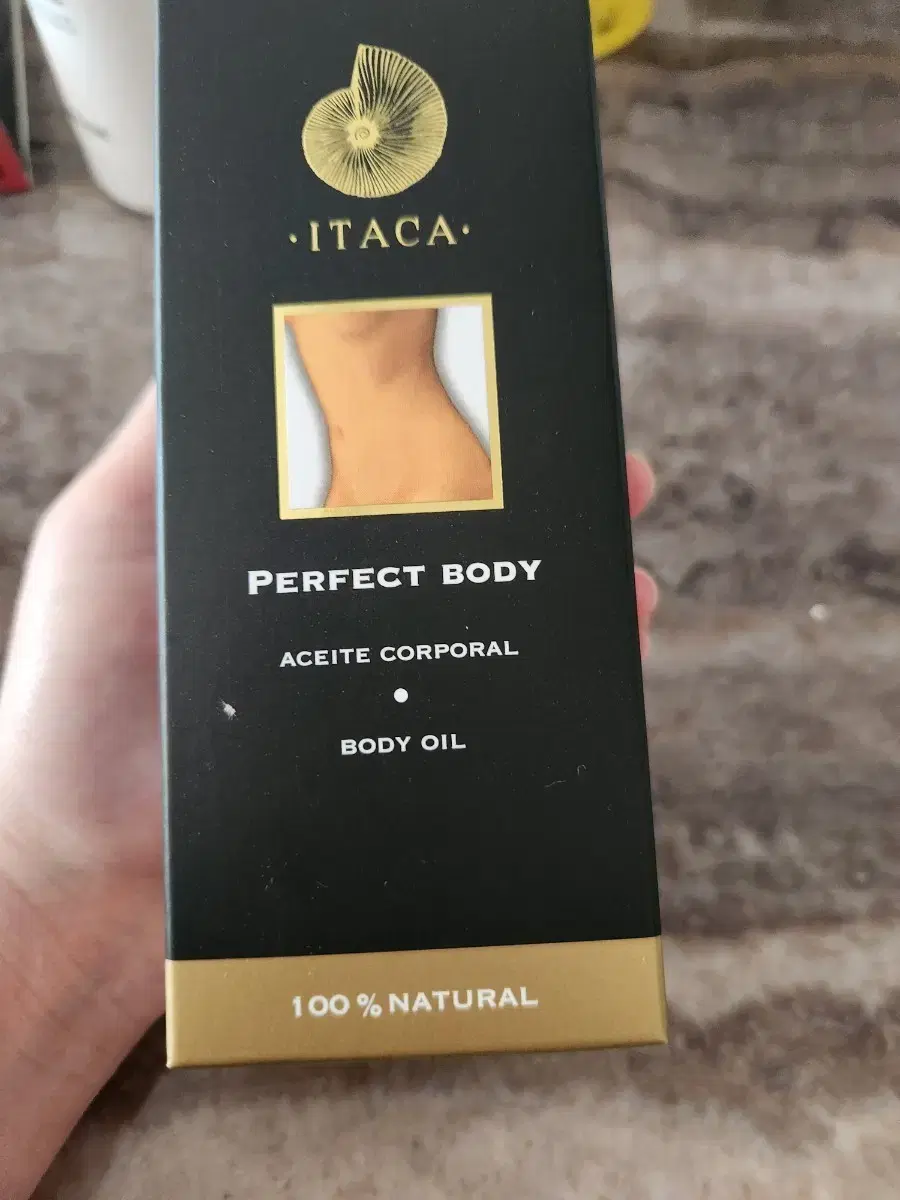 ·ITACA·
PERFECT BODY
ACEITE CORPORAL
BODY OIL
100% NATURAL